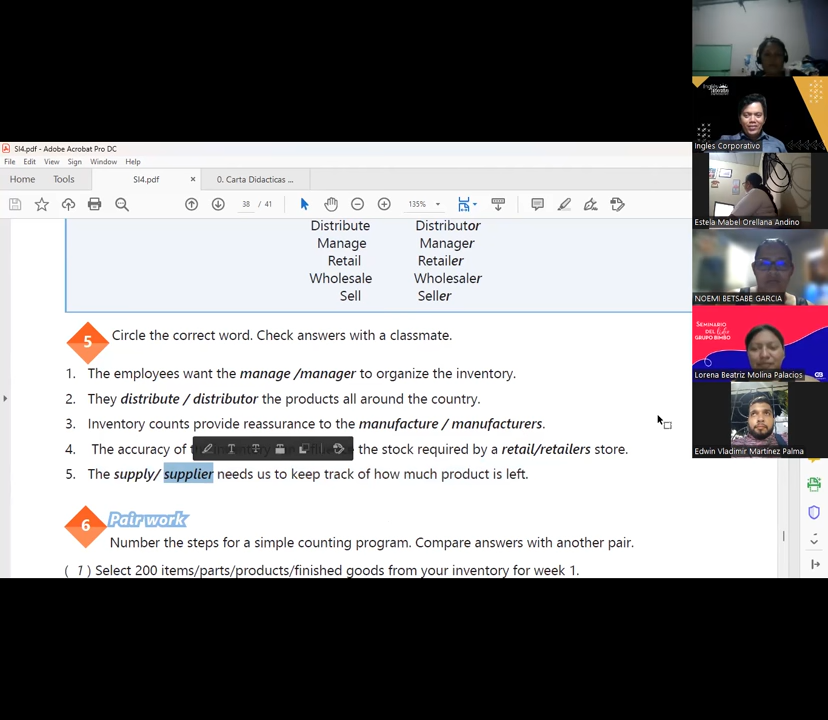 SI4.pdf - Adobe Acrobat Pro DC
File Edit View Sign Window Help
Home Tools SI4.pdf × 0. Carta Didacticas ...
38 / 41 135%
Distribute Distributor
Manage Manager
Retail Retailer
Wholesale Wholesaler
Sell Seller
5 Circle the correct word. Check answers with a classmate.
1. The employees want the manage /manager to organize the inventory.
2. They distribute / distributor the products all around the country.
3. Inventory counts provide reassurance to the manufacture / manufacturers.
4. The accuracy of the stock required by a retail/retailers store.
5. The supply/ supplier needs us to keep track of how much product is left.
6 Pair work
Number the steps for a simple counting program. Compare answers with another pair.
( 1 ) Select 200 items/parts/products/finished goods from your inventory for week 1.
Ingles Corporativo
Estela Mabel Orellana Andino
NOEMI BETSABE GARCIA
SEMINARIO
DEL
GRUPO BIMBO
Lorena Beatriz Molina Palacios
Edwin Vladimir Martinez Palma